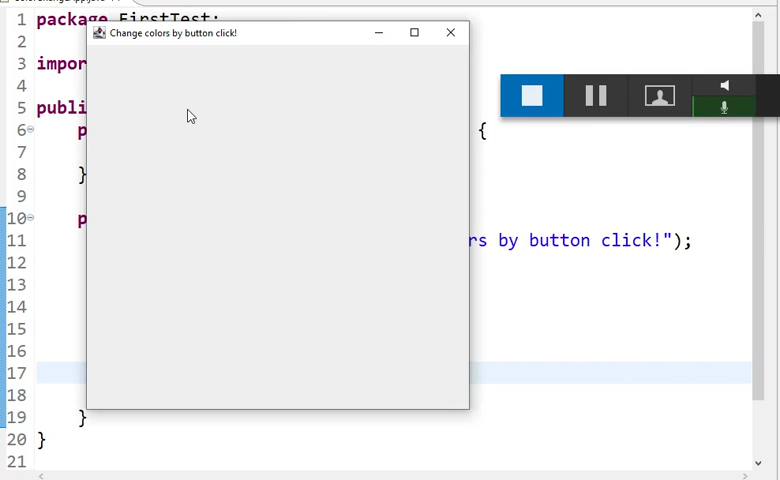 1 package FirstTest;
Change colors by button click!
2
3 impor
4
5 publi
6 p {
7
8 }
9
10 p
11 rs by button click!");
12
13
14
15
16
17
18
19 }
20 }
21